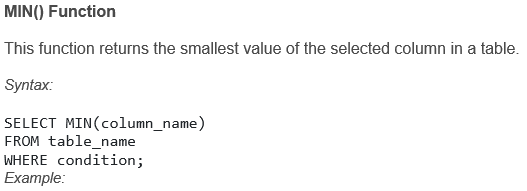 MIN() Function
This function returns the smallest value of the selected column in a table.
Syntax:
SELECT MIN(column_name)
FROM table_name
WHERE condition;
Example: